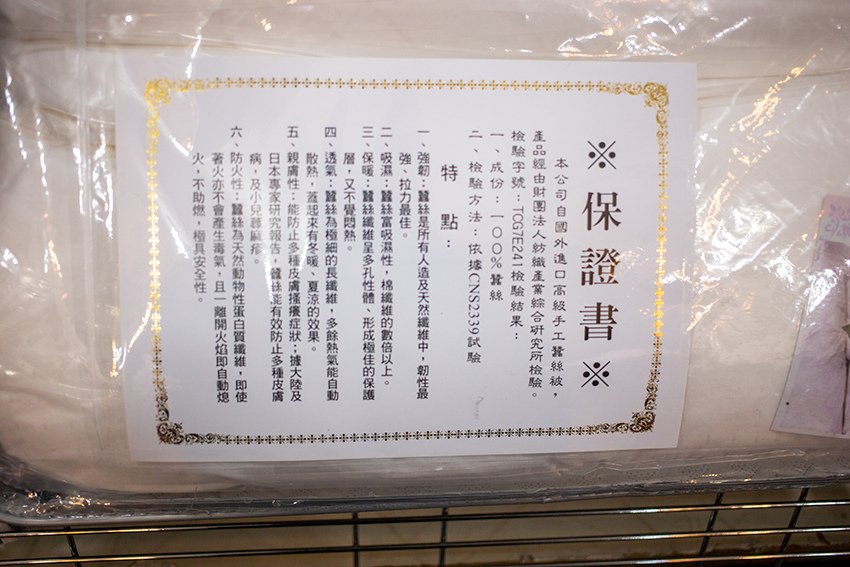 ※保證書※
本公司自國外進口高級手工蠶絲被，
產品經由財團法人紡織產業綜合研究所檢驗。
檢驗字號：TOG7E241檢驗結果：
一、成份：一００%蠶絲
二、檢驗方法：依據CNS2339試驗
特點：
一、強韌：蠶絲是所有人造及天然纖維中，韌性最
強、拉力最佳。
二、吸濕：蠶絲富吸濕性，棉纖維的數倍以上。
三、保暖：蠶絲纖維呈多孔性體、形成極佳的保護
層，又不覺悶熱。
四、透氣：蠶絲為極細的長纖維，多餘熱氣能自動
散熱，蓋起來有冬暖、夏涼的效果。
五、親膚性：能防止多種皮膚搔癢症狀；據大陸及
日本專家研究報告，蠶絲能有效防止多種皮膚
病，及小兒蕁麻疹。
六、防火性：蠶絲為天然動物性蛋白質纖維，即使
著火亦不會產生毒氣，且一離開火焰即自動熄
火，不助燃，極具安全性。